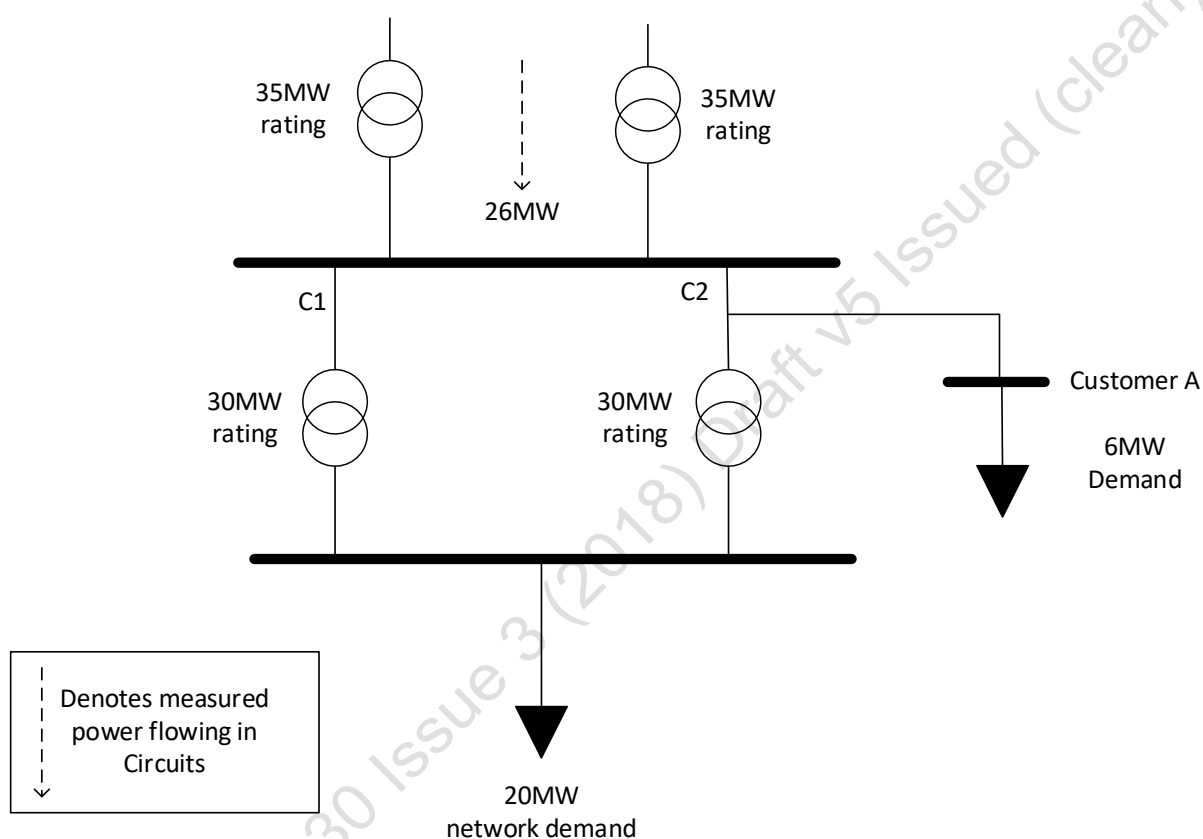 35MW
rating
35MW
rating
26MW
C1
C2
30MW
rating
30MW
rating
Customer A
6MW
Demand
Denotes measured
power flowing in
Circuits
20MW
network demand
30 Issue 3 (2018) Draft v5 Issued (clean)